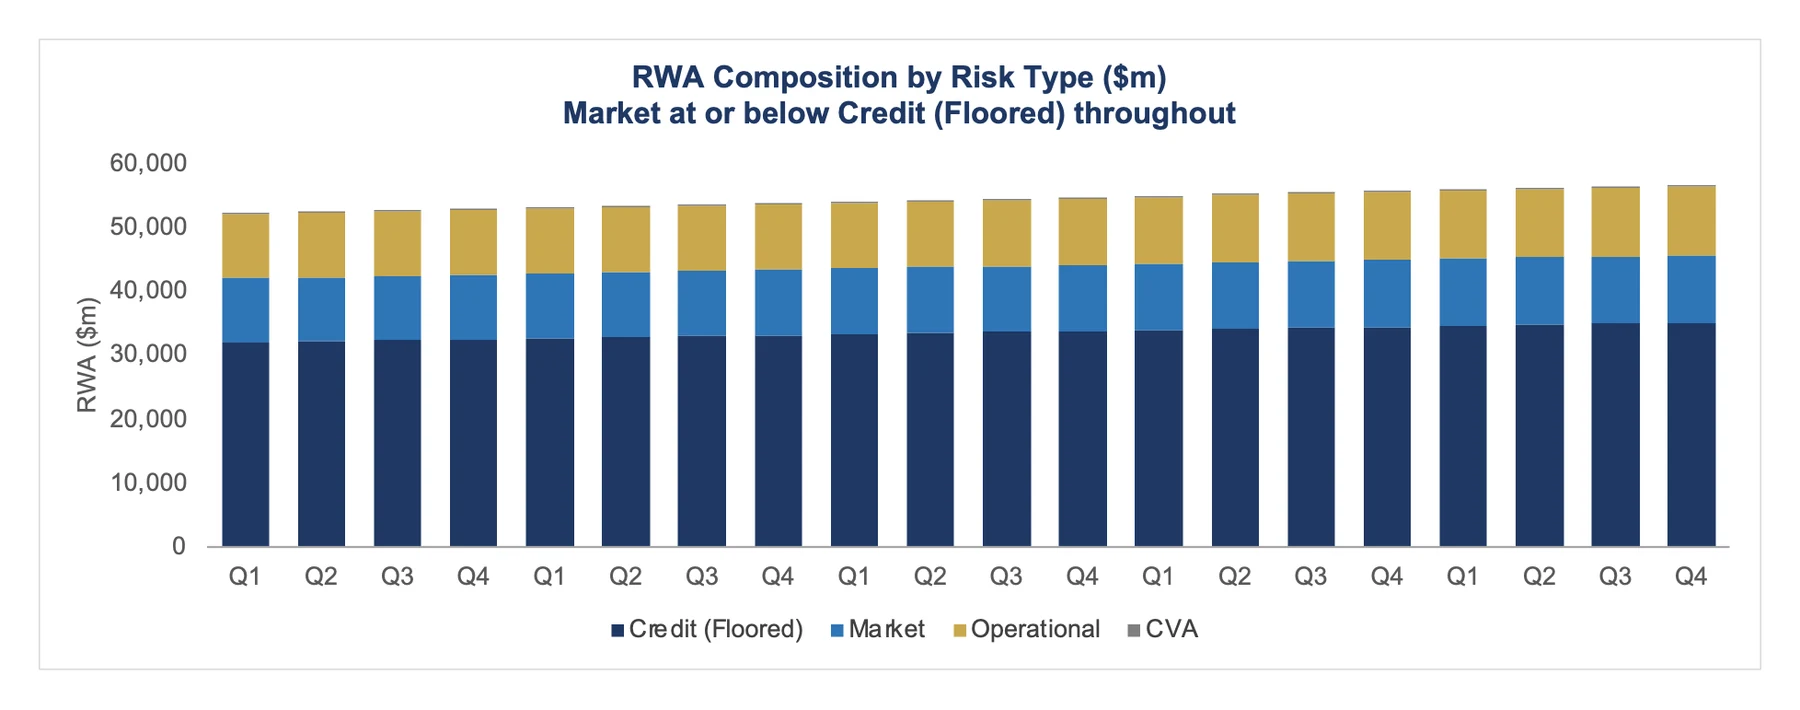 RWA Composition by Risk Type ($m)
Market at or below Credit (Floored) throughout
60,000
50,000
40,000
30,000
20,000
10,000
0
RWA ($m)
Q1 Q2 Q3 Q4 Q1 Q2 Q3 Q4 Q1 Q2 Q3 Q4 Q1 Q2 Q3 Q4 Q1 Q2 Q3 Q4
Credit (Floored) Market Operational CVA